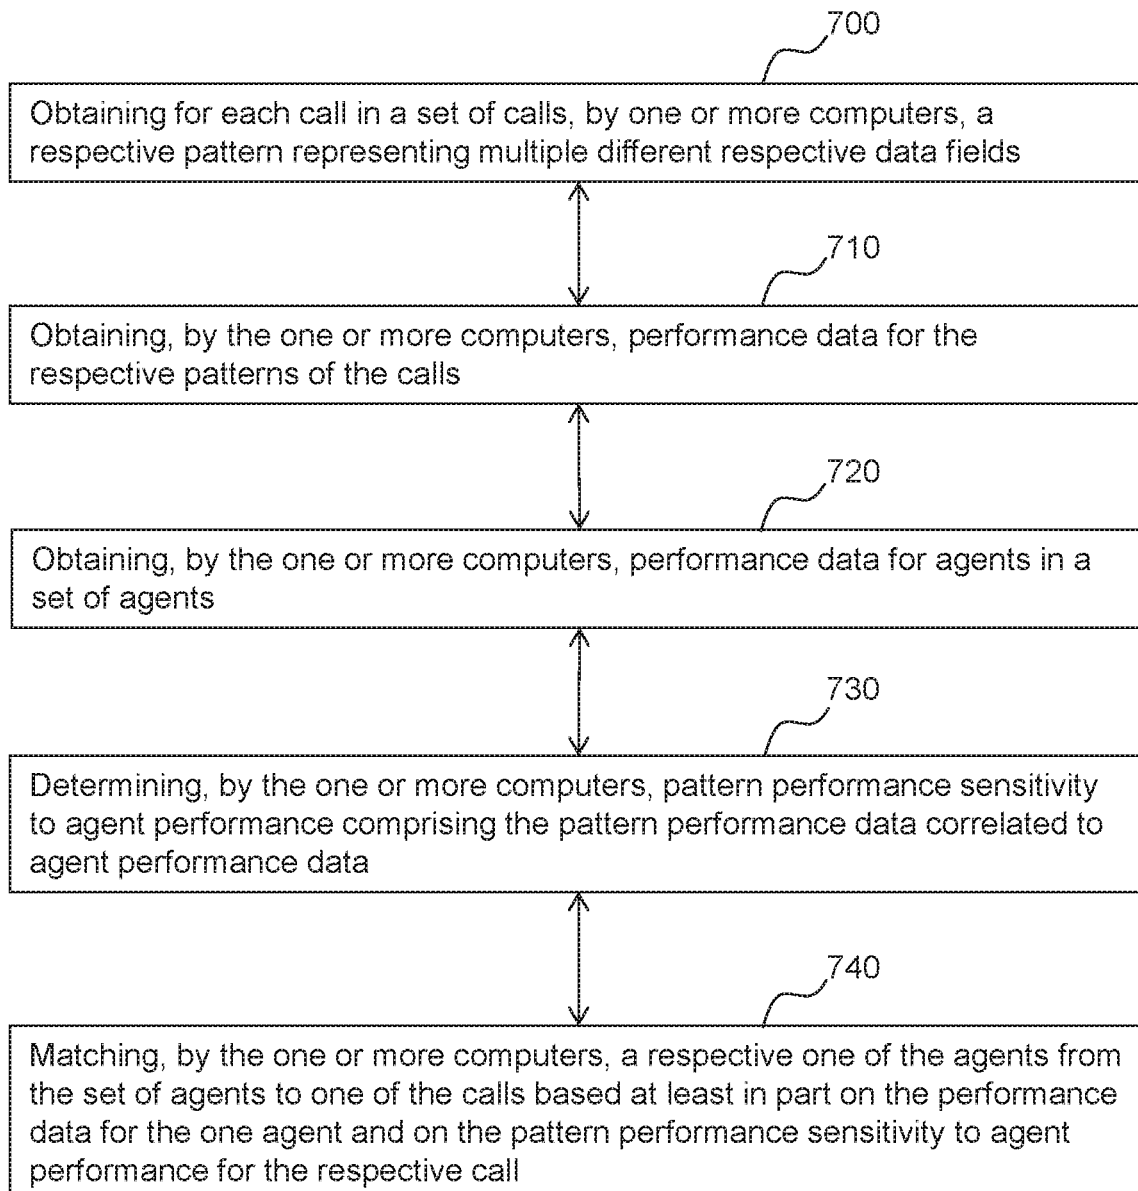 700
Obtaining for each call in a set of calls, by one or more computers, a
respective pattern representing multiple different respective data fields
710
Obtaining, by the one or more computers, performance data for the
respective patterns of the calls
720
Obtaining, by the one or more computers, performance data for agents in a
set of agents
730
Determining, by the one or more computers, pattern performance sensitivity
to agent performance comprising the pattern performance data correlated to
agent performance data
740
Matching, by the one or more computers, a respective one of the agents from
the set of agents to one of the calls based at least in part on the performance
data for the one agent and on the pattern performance sensitivity to agent
performance for the respective call